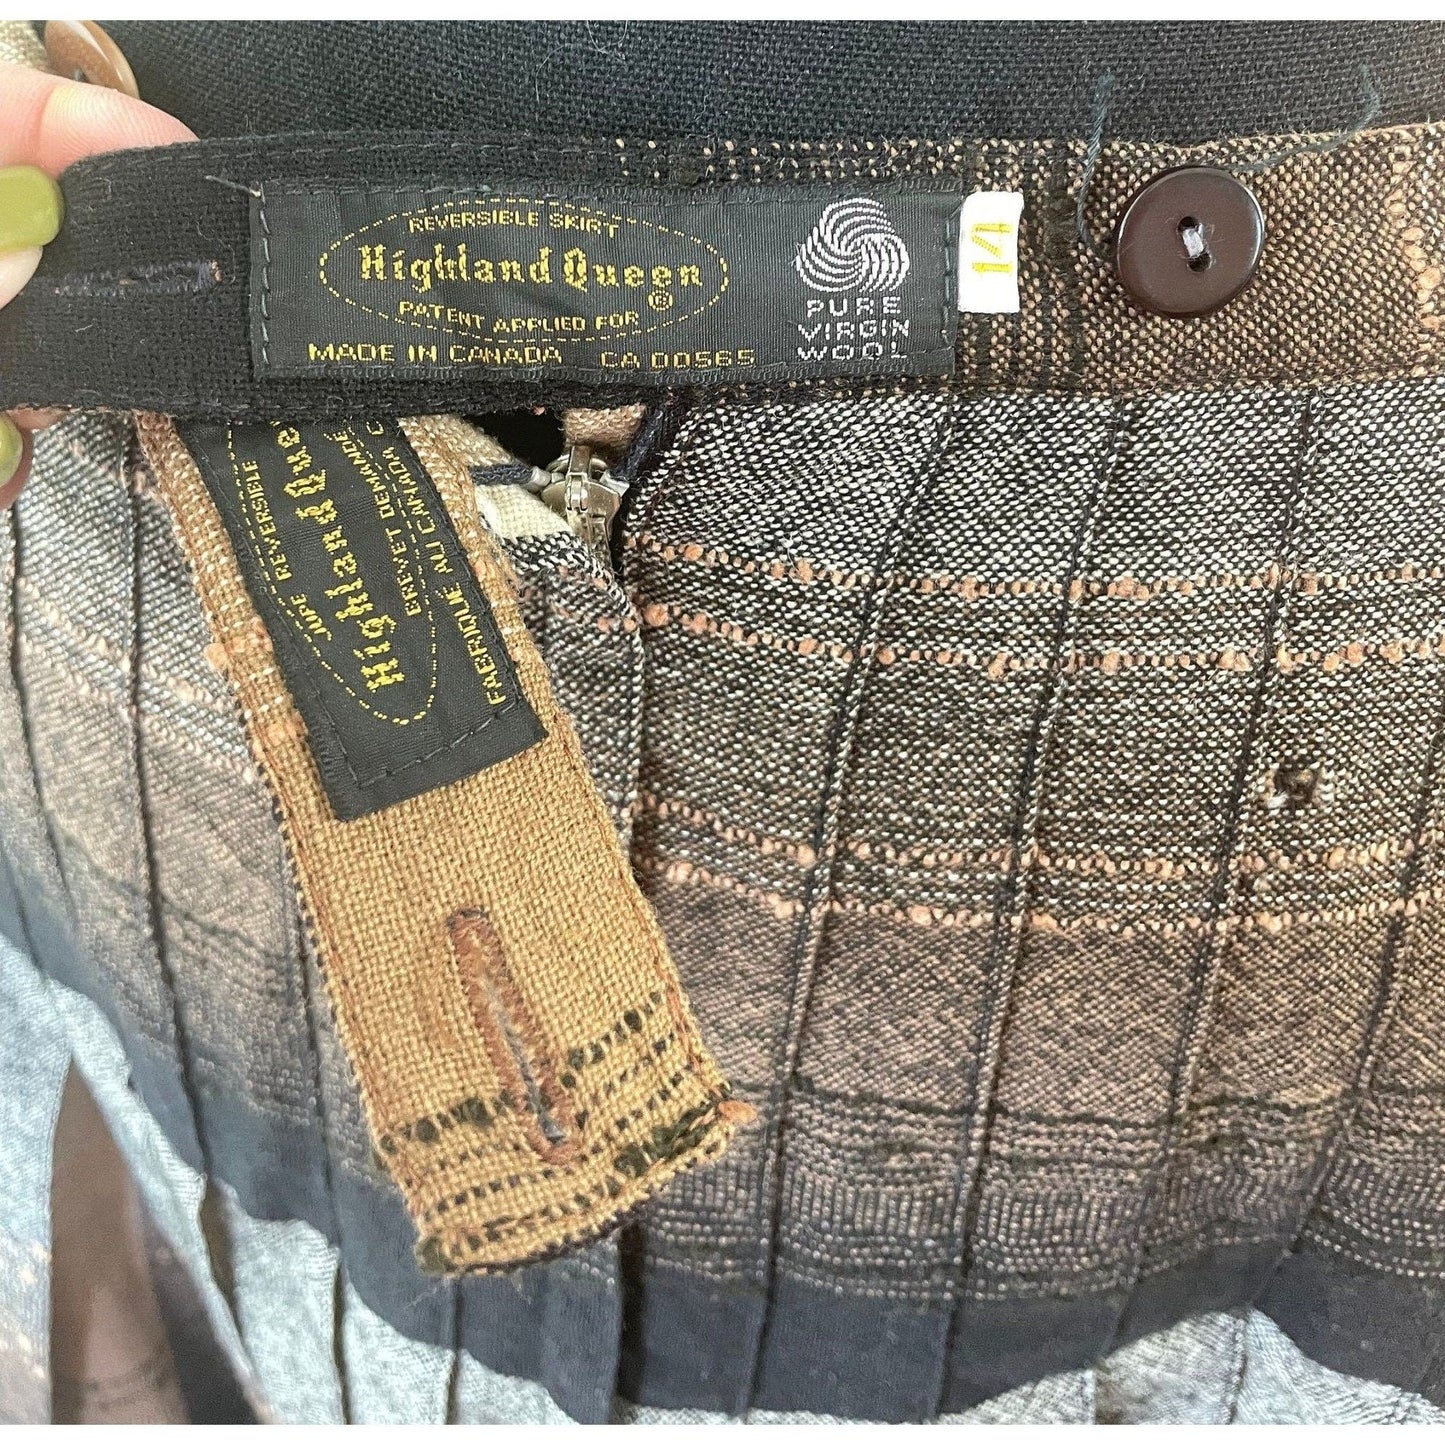 REVERSIBLE SKIRT
Highland Queen ®
PATENT APPLIED FOR
MADE IN CANADA CA 00565
PURE
VIRGIN
WOOL
14
JUPE REVERSIBLE
Highland Queen
BREVET DEMANDÉ
FABRIQUE AU CANADA C